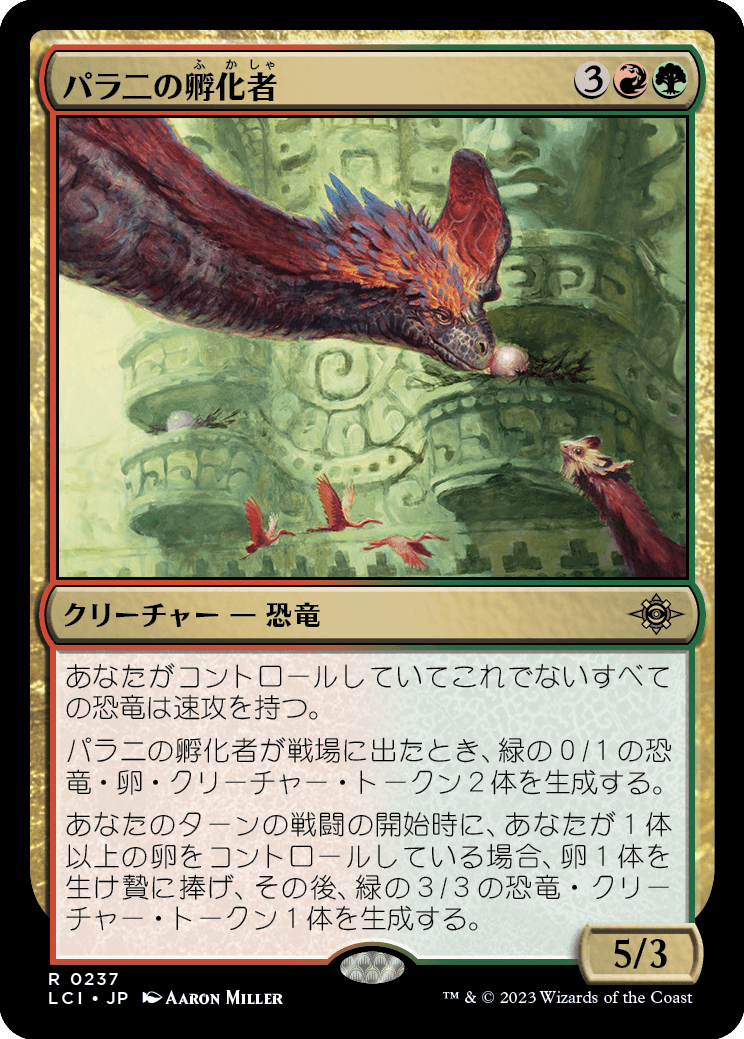 ふかしゃ
パラ二の孵化者
3
クリーチャー — 恐竜
あなたがコントロールしていてこれでないすべて
の恐竜は速攻を持つ。
パラ二の孵化者が戦場に出たとき、緑の0/1の恐
竜・卵・クリーチャー・トークン2体を生成する。
あなたのターンの戦闘の開始時に、あなたが1体
以上の卵をコントロールしている場合、卵1体を
生け贄に捧げ、その後、緑の3/3の恐竜・クリー
チャー・トークン1体を生成する。
5/3
R 0237
LCI • JP AARON MILLER
™ & © 2023 Wizards of the Coast